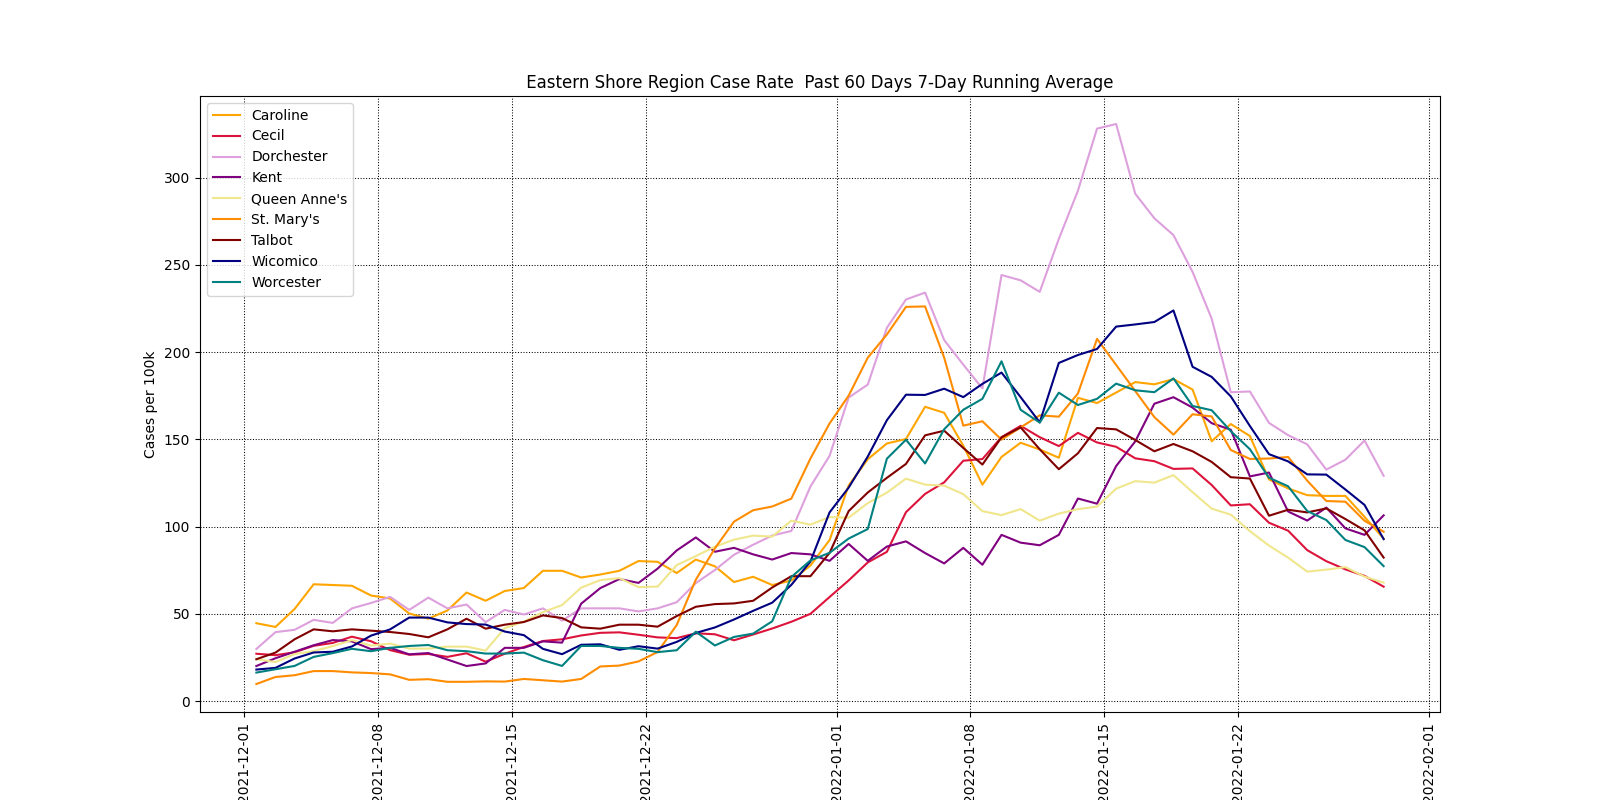 Eastern Shore Region Case Rate  Past 60 Days 7-Day Running Average
Caroline
Cecil
Dorchester
Kent
Queen Anne's
St. Mary's
Talbot
Wicomico
Worcester
Cases per 100k
300
250
200
150
100
50
0
2021-12-01
2021-12-08
2021-12-15
2021-12-22
2022-01-01
2022-01-08
2022-01-15
2022-01-22
2022-02-01